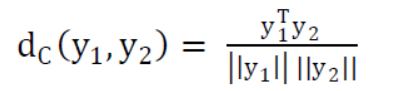 d_C(y_1, y_2) = \frac{y_1^T y_2}{||y_1|| ||y_2||}